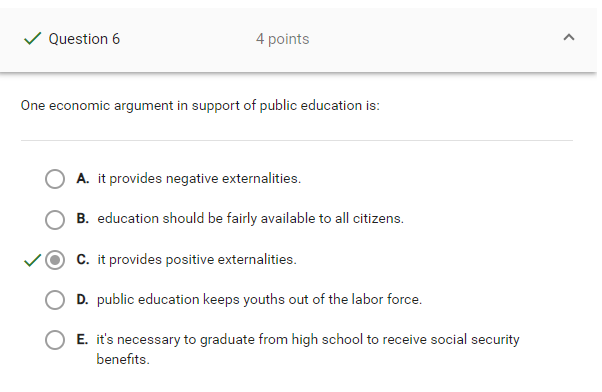 Question 6
4 points
One economic argument in support of public education is:
A. it provides negative externalities.
B. education should be fairly available to all citizens.
C. it provides positive externalities.
D. public education keeps youths out of the labor force.
E. it's necessary to graduate from high school to receive social security
benefits.